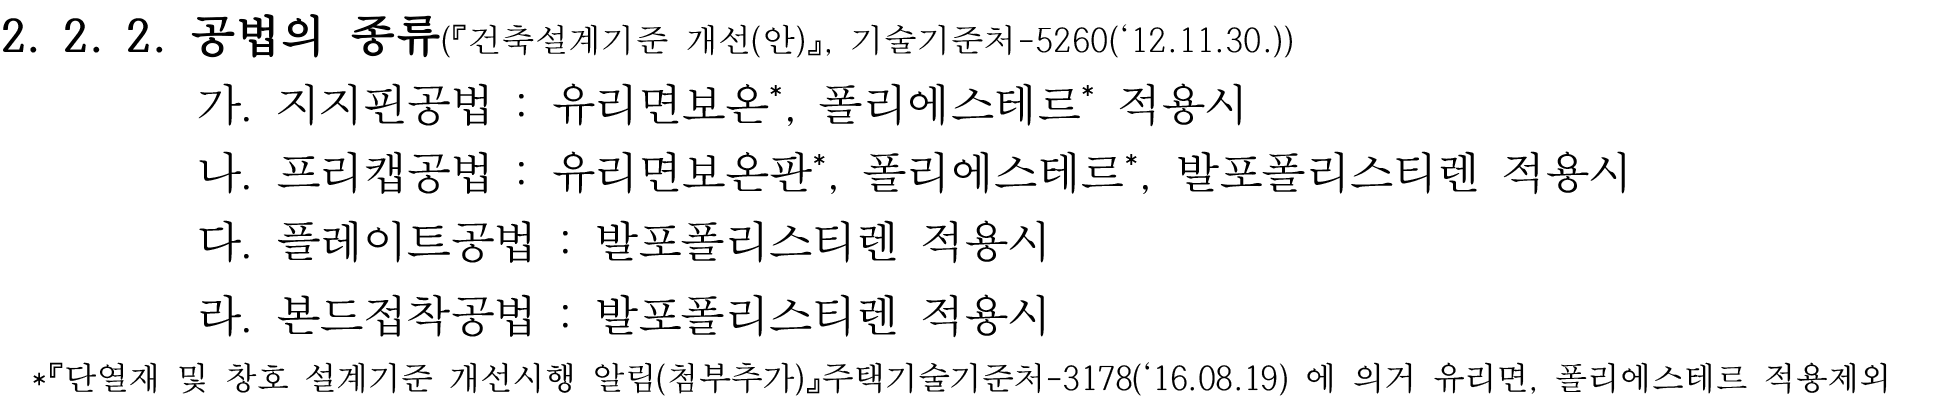 2. 2. 2. 공법의 종류(『건축설계기준 개선(안)』, 기술기준처-5260(‘12.11.30.))
가. 지지핀공법 : 유리면보온*, 폴리에스테르* 적용시
나. 프리캡공법 : 유리면보온판*, 폴리에스테르*, 발포폴리스티렌 적용시
다. 플레이트공법 : 발포폴리스티렌 적용시
라. 본드접착공법 : 발포폴리스티렌 적용시
*『단열재 및 창호 설계기준 개선시행 알림(첨부추가)』주택기술기준처-3178(‘16.08.19) 에 의거 유리면, 폴리에스테르 적용제외